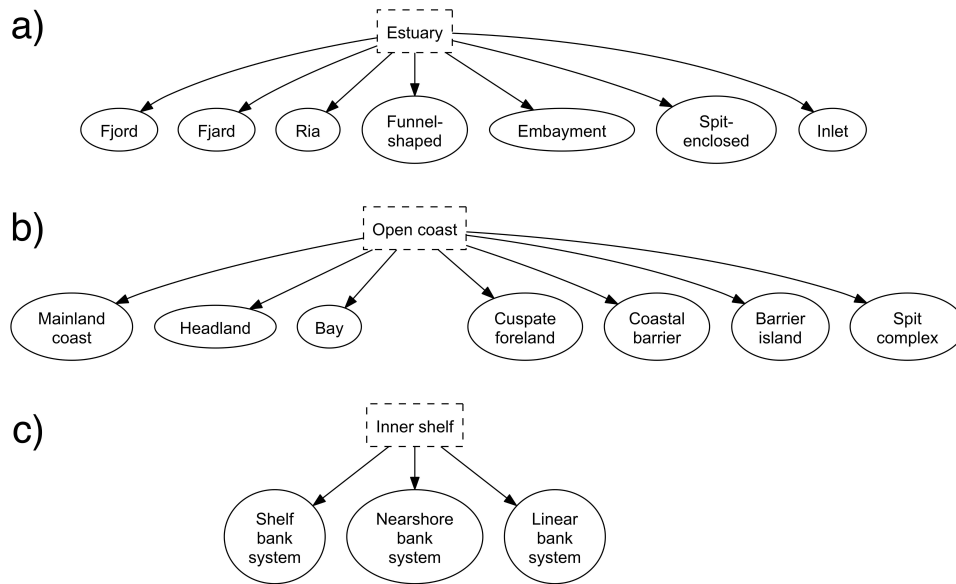 a)
Estuary
Fjord
Fjard
Ria
Funnel-
shaped
Embayment
Spit-
enclosed
Inlet
b)
Open coast
Mainland
coast
Headland
Bay
Cuspate
foreland
Coastal
barrier
Barrier
island
Spit
complex
c)
Inner shelf
Shelf
bank
system
Nearshore
bank
system
Linear
bank
system